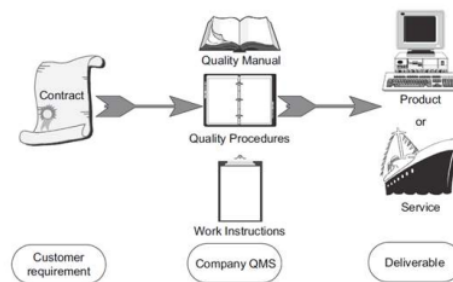 Contract
Quality Manual
Quality Procedures
Work Instructions
Product
or
Service
Customer
requirement
Company QMS
Deliverable